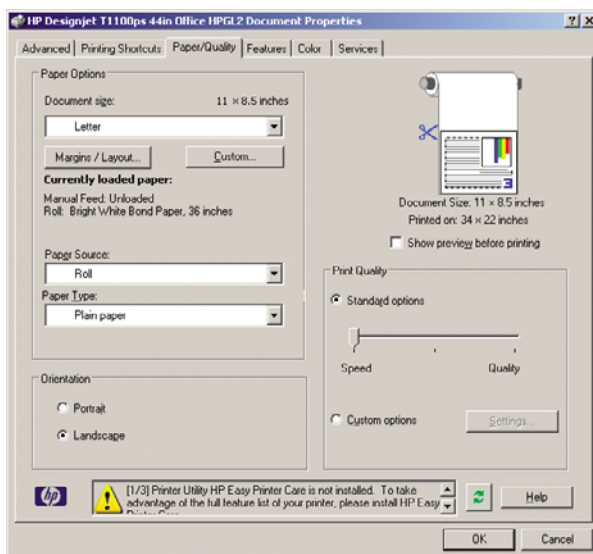 HP Designjet T1100ps 44in Office HPGL2 Document Properties
Advanced Printing Shortcuts Paper/Quality Features Color Services
Paper Options
Document size: 11 × 8.5 inches
Letter
Margins / Layout... Custom...
Currently loaded paper:
Manual Feed: Unloaded
Roll: Bright White Bond Paper, 36 inches
Paper Source:
Roll
Paper Type:
Plain paper
Orientation
Portrait
Landscape
3
Document Size: 11 × 8.5 inches
Printed on: 34 × 22 inches
Show preview before printing
Print Quality
Standard options
Speed Quality
Custom options Settings...
hp
[1/3] Printer Utility HP Easy Printer Care is not installed. To take
advantage of the full feature list of your printer, please install HP Easy
Printer Care
Help
OK Cancel